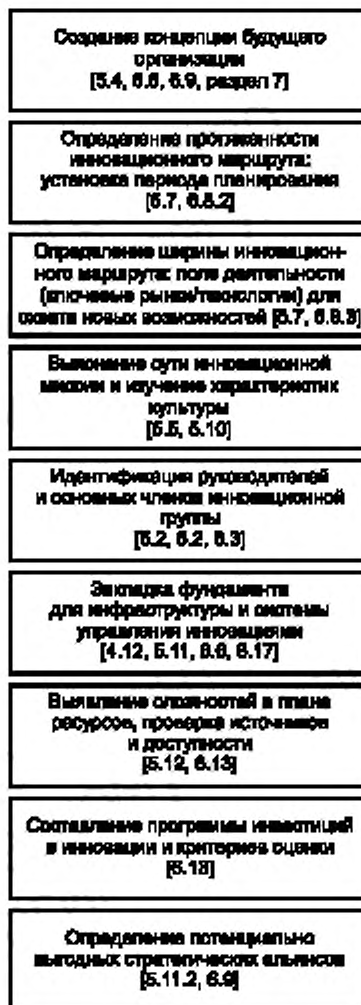 Создание концепции будущего
организации
[5.4, 6.6, 6.9, раздел 7]
Определение протяженности
инновационного маршрута:
установка периода планирования
[5.7, 6.8.2]
Определение ширины инновацион-
ного маршрута: поле деятельности
(ключевые рынки/технологии) для
охвата новых возможностей [5.7, 6.8.3]
Выяснение сути инновационной
миссии и изучение характеристик
культуры
[5.5, 5.10]
Идентификация руководителей
и основных членов инновационной
группы
[5.2, 6.2, 6.3]
Закладка фундамента
для инфраструктуры и системы
управления инновациями
[4.12, 5.11, 6.6, 6.17]
Выявление сложностей в плане
ресурсов, проверка источников
и доступности
[5.12, 6.13]
Составление программы инвестиций
в инновации и критериев оценки
[6.13]
Определение потенциально
выгодных стратегических альянсов
[5.11.2, 6.9]